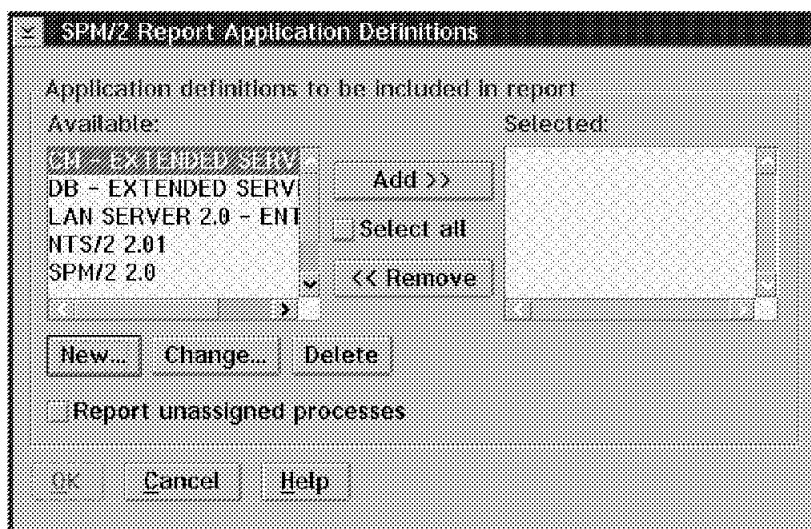 SPM/2 Report Application Definitions
Application definitions to be included in report
Available:
Selected:
CM - EXTENDED SERV
DB - EXTENDED SERVI
LAN SERVER 2.0 - ENT
NTS/2 2.01
SPM/2 2.0
Add >>
Select all
<< Remove
New... Change... Delete
Report unassigned processes
OK Cancel Help